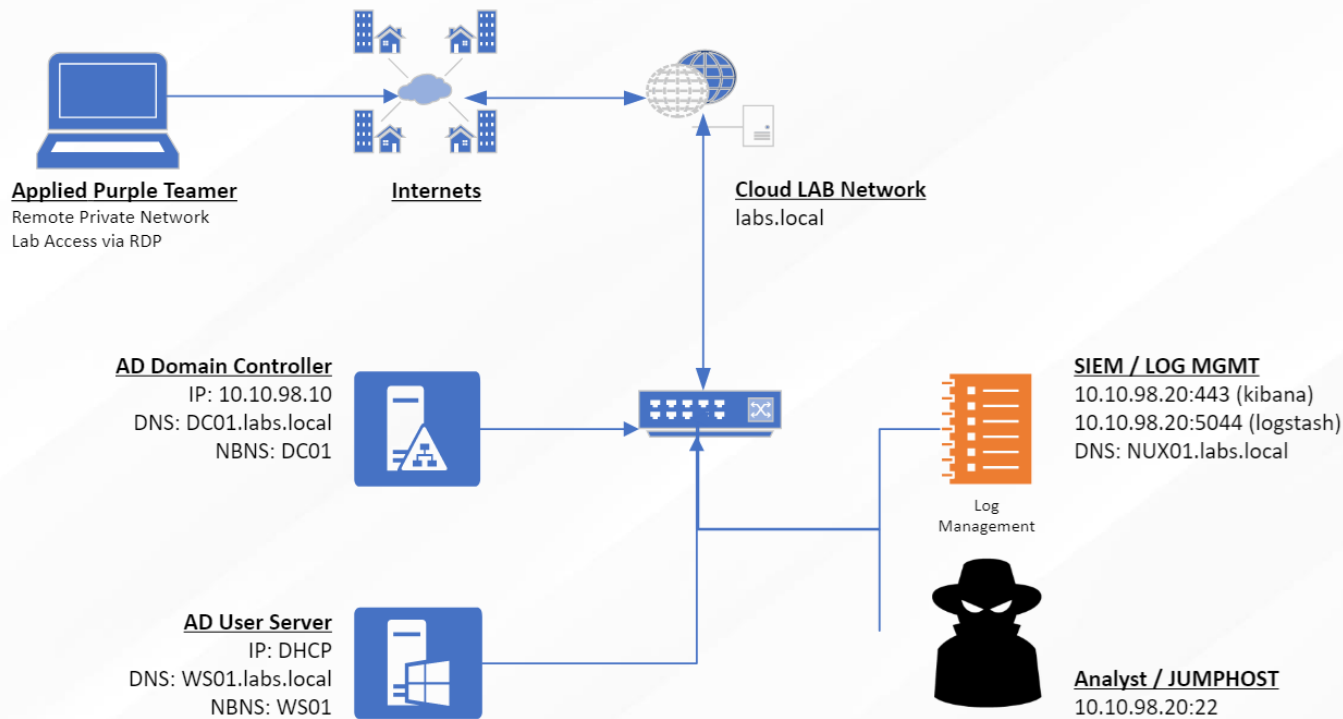 Applied Purple Teamer
Remote Private Network
Lab Access via RDP
Internets
Cloud LAB Network
labs.local
AD Domain Controller
IP: 10.10.98.10
DNS: DC01.labs.local
NBNS: DC01
SIEM / LOG MGMT
10.10.98.20:443 (kibana)
10.10.98.20:5044 (logstash)
DNS: NUX01.labs.local
Log
Management
AD User Server
IP: DHCP
DNS: WS01.labs.local
NBNS: WS01
Analyst / JUMPHOST
10.10.98.20:22